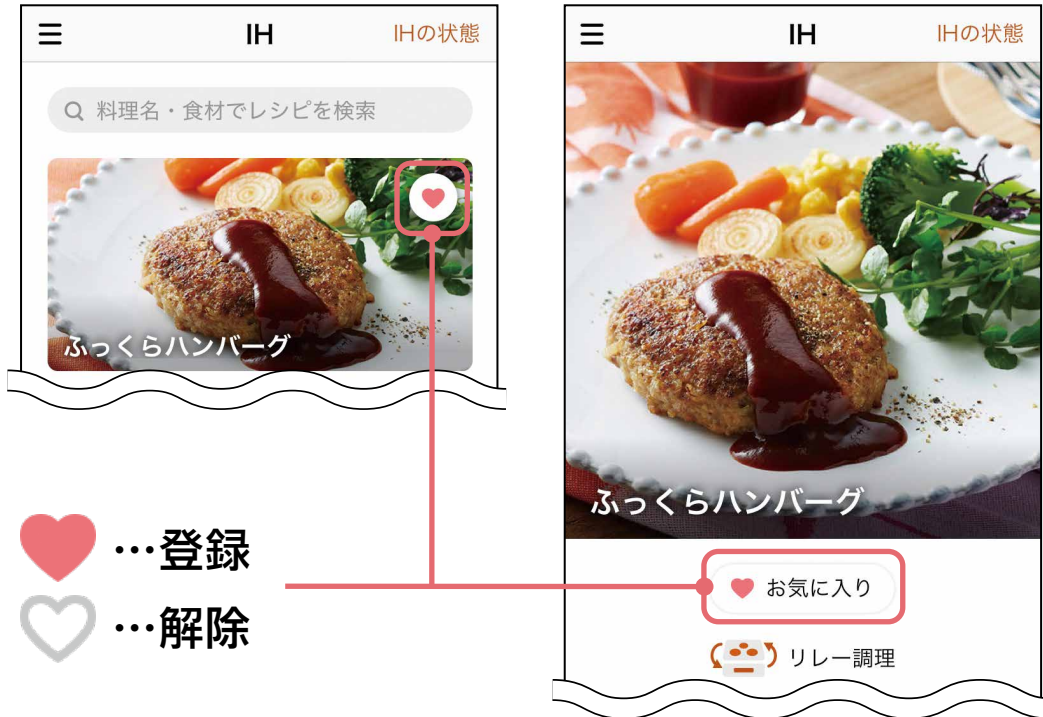 IH
IHの状態
料理名・食材でレシピを検索
ふっくらハンバーグ
…登録
…解除
IH
IHの状態
ふっくらハンバーグ
お気に入り
リレー調理